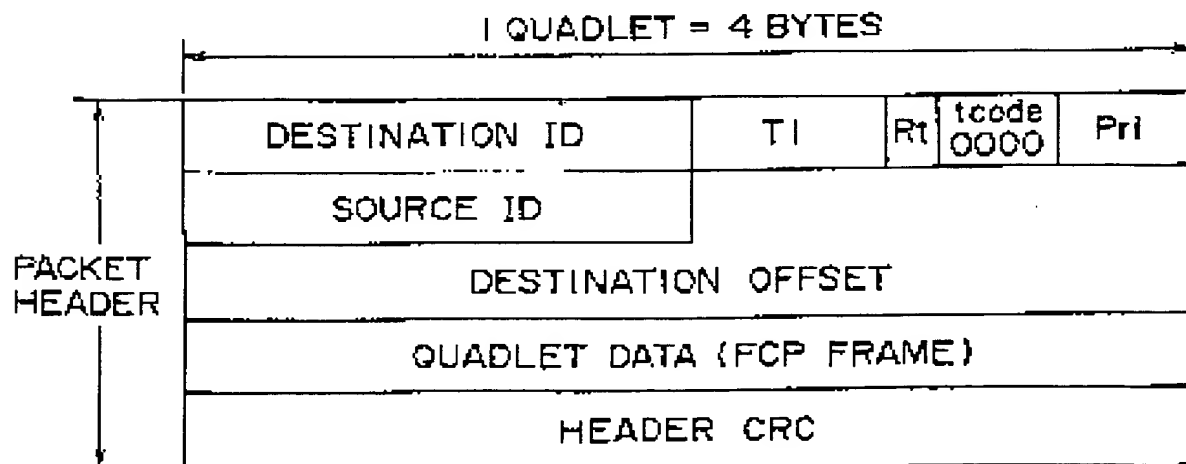 1 QUADLET = 4 BYTES
DESTINATION ID TI Rt tcode 0000 Pri
SOURCE ID
PACKET HEADER
DESTINATION OFFSET
QUADLET DATA (FCP FRAME)
HEADER CRC